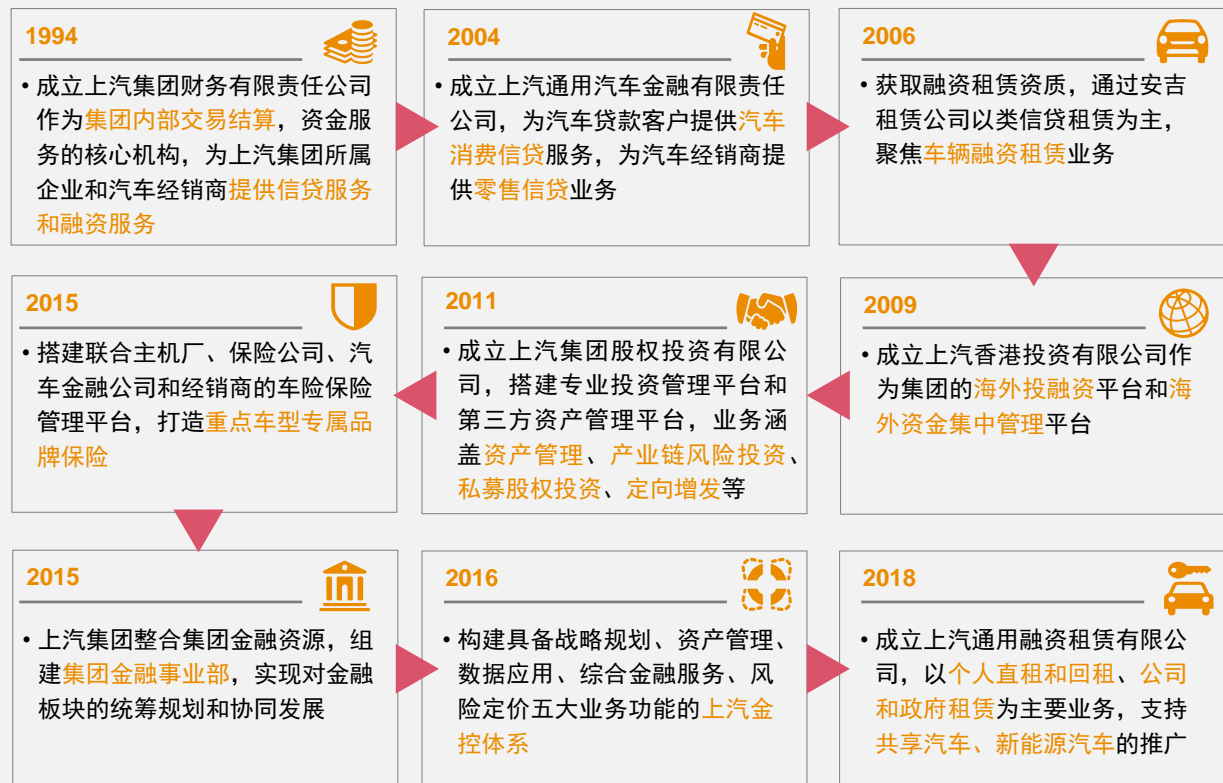 1994
• 成立上汽集团财务有限责任公司
作为集团内部交易结算，资金服
务的核心机构，为上汽集团所属
企业和汽车经销商提供信贷服务
和融资服务
2004
• 成立上汽通用汽车金融有限责任
公司，为汽车贷款客户提供汽车
消费信贷服务，为汽车经销商提
供零售信贷业务
2006
• 获取融资租赁资质，通过安吉
租赁公司以类信贷租赁为主，
聚焦车辆融资租赁业务
2009
• 成立上汽香港投资有限公司作
为集团的海外投融资平台和海
外资金集中管理平台
2011
• 成立上汽集团股权投资有限公
司，搭建专业投资管理平台和
第三方资产管理平台，业务涵
盖资产管理、产业链风险投资、
私募股权投资、定向增发等
2015
• 搭建联合主机厂、保险公司、汽
车金融公司和经销商的车险保险
管理平台，打造重点车型专属品
牌保险
2015
• 上汽集团整合集团金融资源，组
建集团金融事业部，实现对金融
板块的统筹规划和协同发展
2016
• 构建具备战略规划、资产管理、
数据应用、综合金融服务、风
险定价五大业务功能的上汽金
控体系
2018
• 成立上汽通用融资租赁有限公
司，以个人直租和回租、公司
和政府租赁为主要业务，支持
共享汽车、新能源汽车的推广